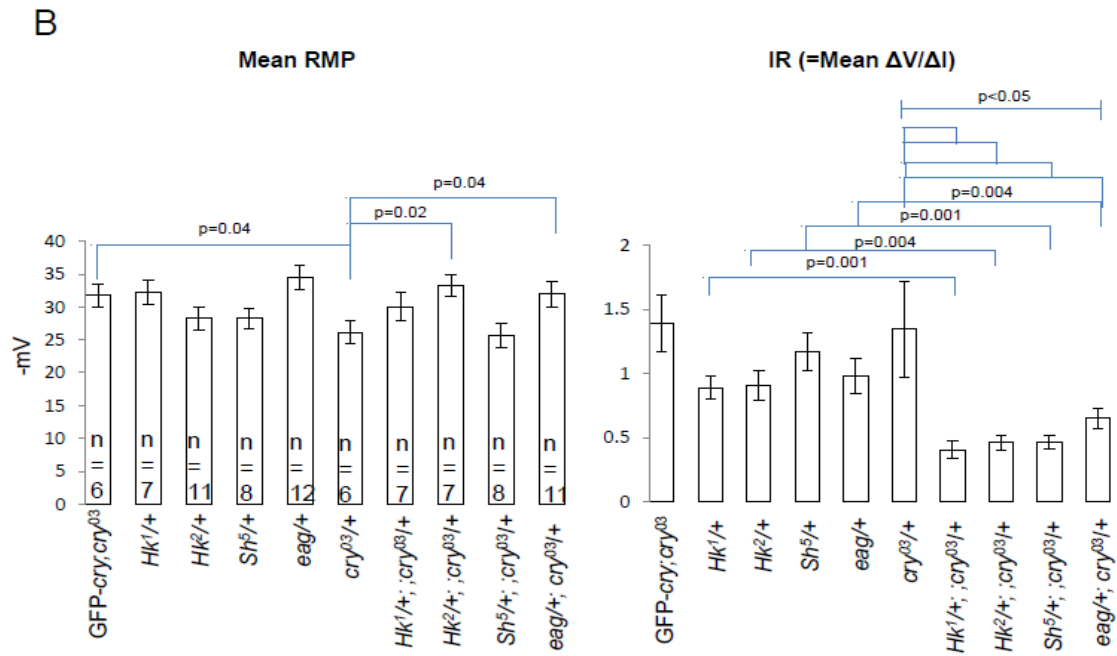 B
Mean RMP
IR (=Mean ΔV/ΔI)
p<0.05
p=0.04
p=0.004
p=0.02
p=0.001
p=0.04
p=0.004
p=0.001
-mV
40
35
30
25
20
15
10
5
0
n = 6
n = 7
n = 11
n = 8
n = 12
n = 6
n = 7
n = 7
n = 8
n = 11
GFP-cry;cry03
Hk1/+
Hk2/+
Sh5/+
eag/+
cry03/+
Hk1/+; ;cry03/+
Hk2/+; ;cry03/+
Sh5/+; ;cry03/+
eag/+; cry03/+
2
1.5
1
0.5
0
GFP-cry;cry03
Hk1/+
Hk2/+
Sh5/+
eag/+
cry03/+
Hk1/+; ;cry03/+
Hk2/+; ;cry03/+
Sh5/+; ;cry03/+
eag/+; cry03/+